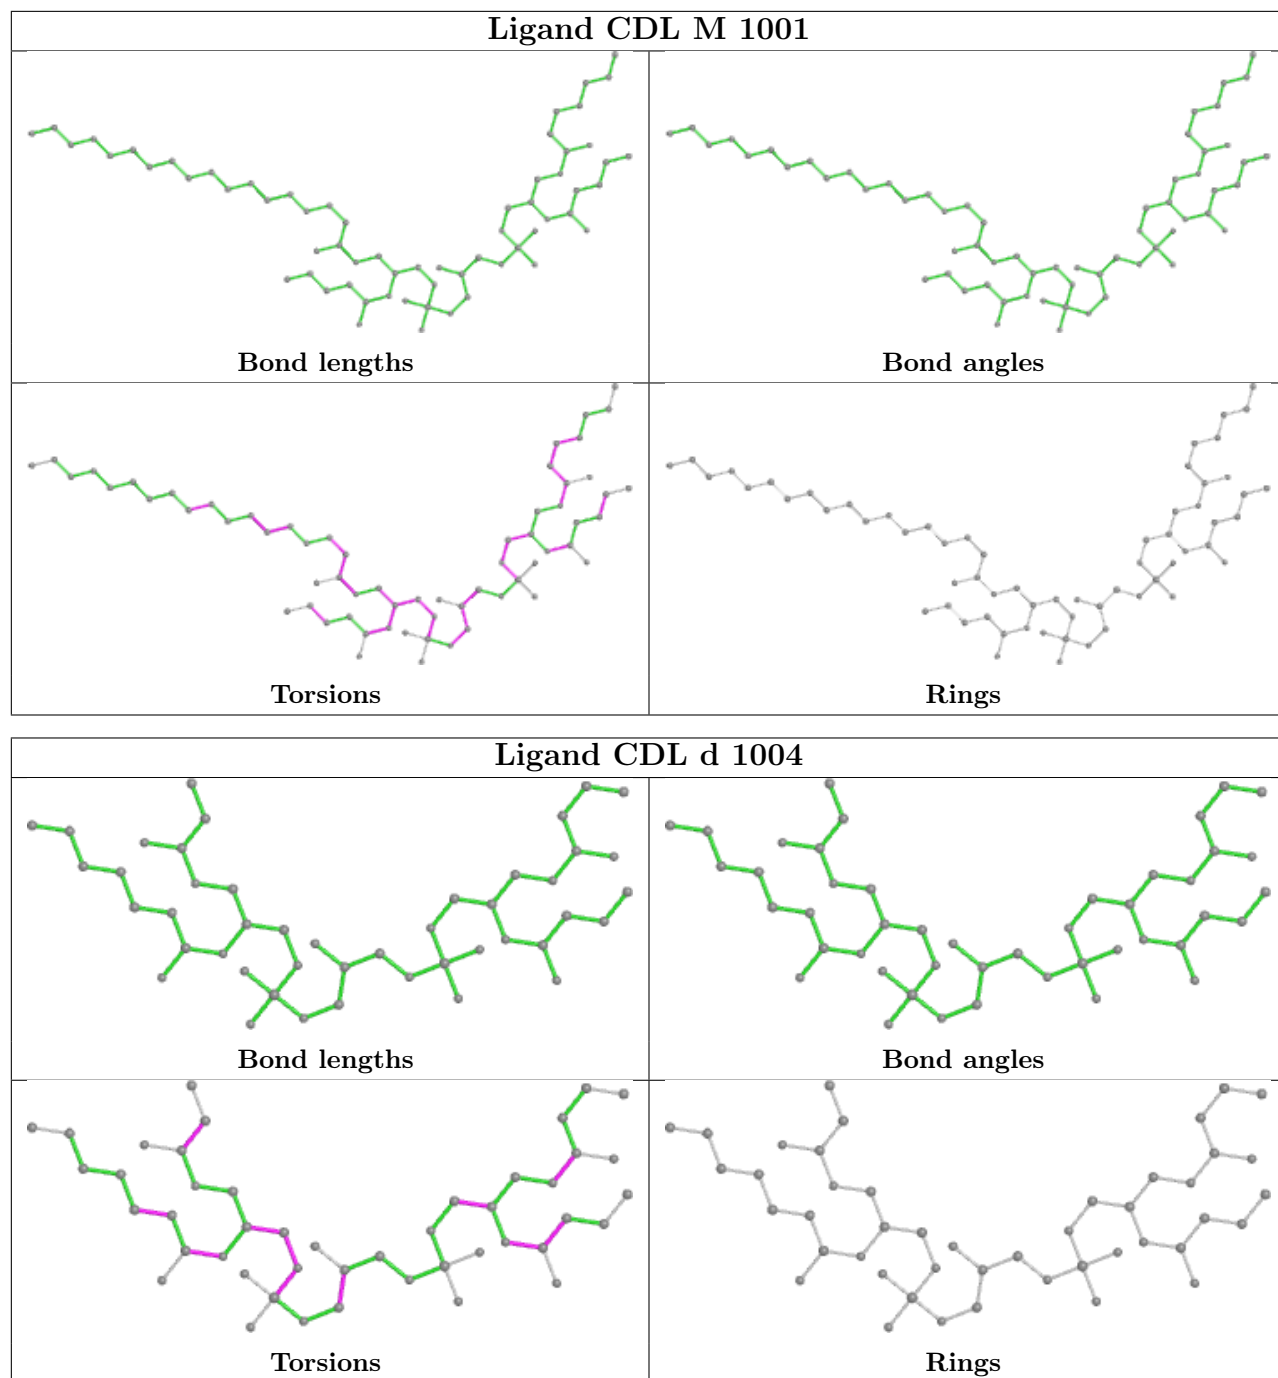 Ligand CDL M 1001
Bond lengths
Bond angles
Torsions
Rings
Ligand CDL d 1004
Bond lengths
Bond angles
Torsions
Rings